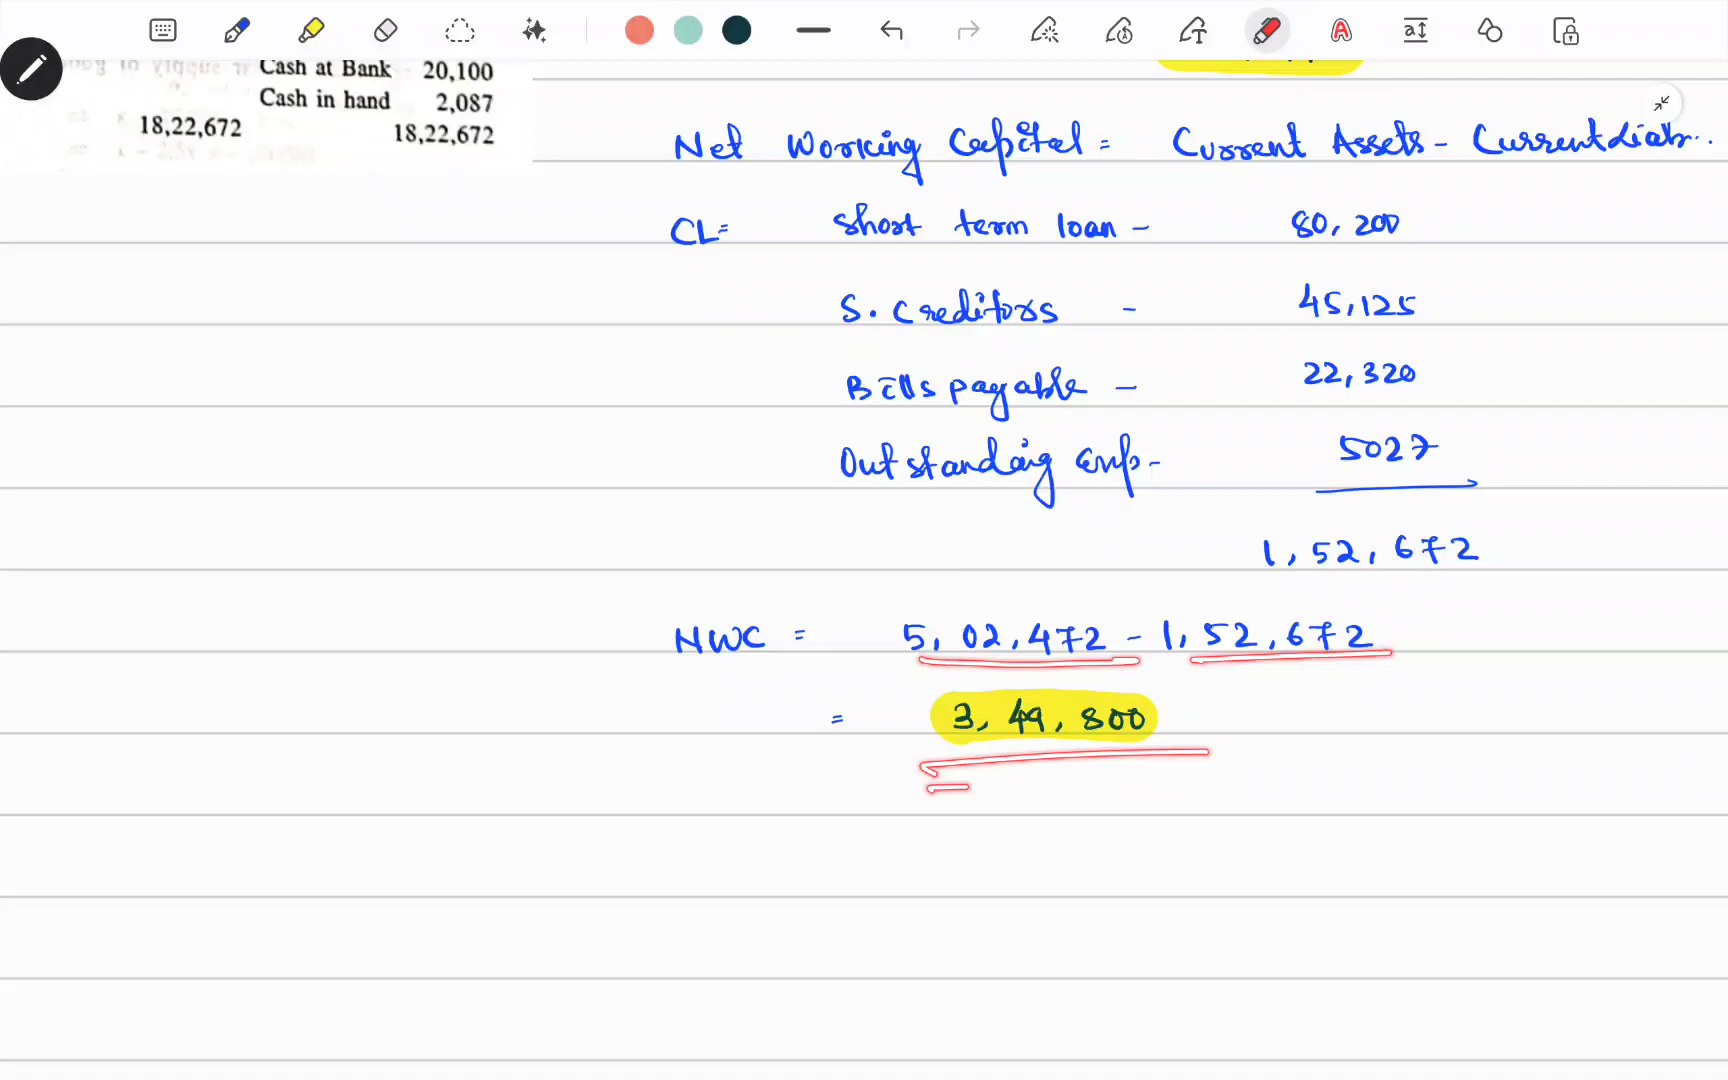 Cash at Bank 20,100
Cash in hand 2,087
18,22,672 18,22,672
Net Working Capital = Current Assets - Current Liab..
CL = Short term loan - 80,200
S. Creditors - 45,125
Bills payable - 22,320
Outstanding Exp - 5027
1,52,672
NWC = 5,02,472 - 1,52,672
= 3,49,800